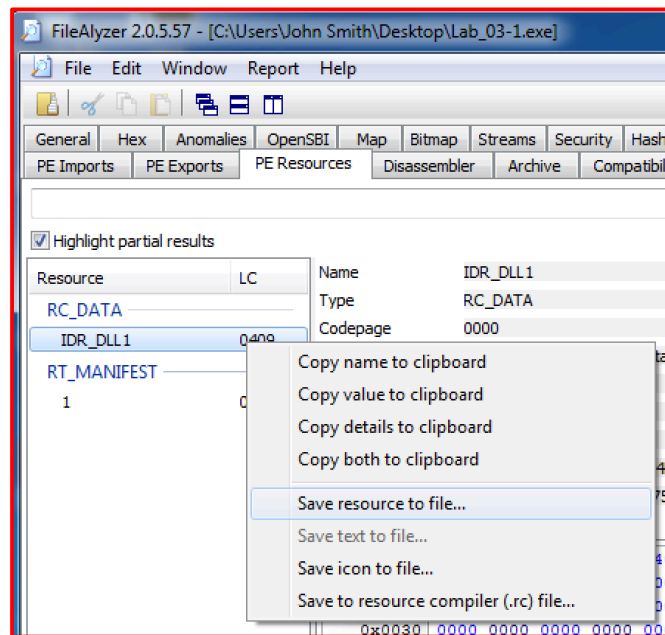 FileAlyzer 2.0.5.57 - [C:\Users\John Smith\Desktop\Lab_03-1.exe]
File Edit Window Report Help
General Hex Anomalies OpenSBI Map Bitmap Streams Security Hash
PE Imports PE Exports PE Resources Disassembler Archive Compatibil
Highlight partial results
Resource LC
RC_DATA
IDR_DLL1 0409
RT_MANIFEST
1
Name IDR_DLL1
Type RC_DATA
Codepage 0000
Copy name to clipboard
Copy value to clipboard
Copy details to clipboard
Copy both to clipboard
Save resource to file...
Save text to file...
Save icon to file...
Save to resource compiler (.rc) file...
0x0030 0000 0000 0000 0000 00